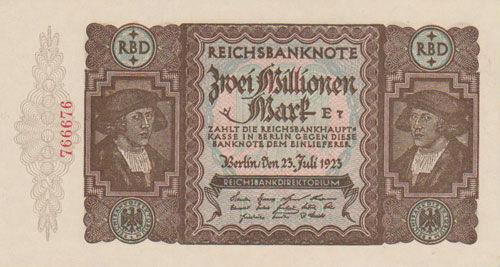 RBD
REICHSBANKNOTE
RBD
Zwei Millionen
Mark
ZAHLT DIE REICHSBANKHAUPT-
KASSE IN BERLIN GEGEN DIESE
BANKNOTE DEM EINLIEFERER
Berlin, den 23. Juli 1923
REICHSBANKDIREKTORIUM
766676